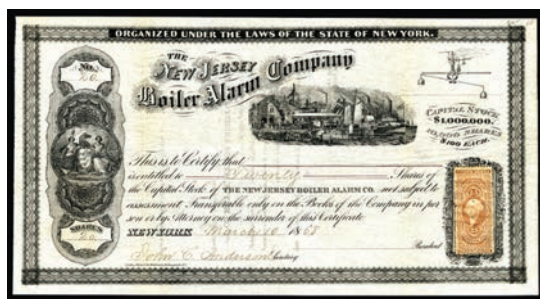 ORGANIZED UNDER THE LAWS OF THE STATE OF NEW YORK.
No.
20
THE
NEW JERSEY
Boiler Alarm Company
CAPITAL STOCK
$1,000,000.
10,000 SHARES
$100 EACH.
This is to Certify that
is entitled to Twenty Shares of
the Capital Stock of THE NEW JERSEY BOILER ALARM CO. not subject to
assessment. Transferable only on the Books of the Company in per
son or by Attorney on the surrender of this Certificate
NEW YORK March 10 1868
SHARES
20
President
John C. Anderson Secretary